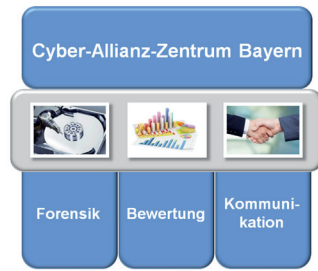 Cyber-Allianz-Zentrum Bayern
Forensik
Bewertung
Kommuni-
kation